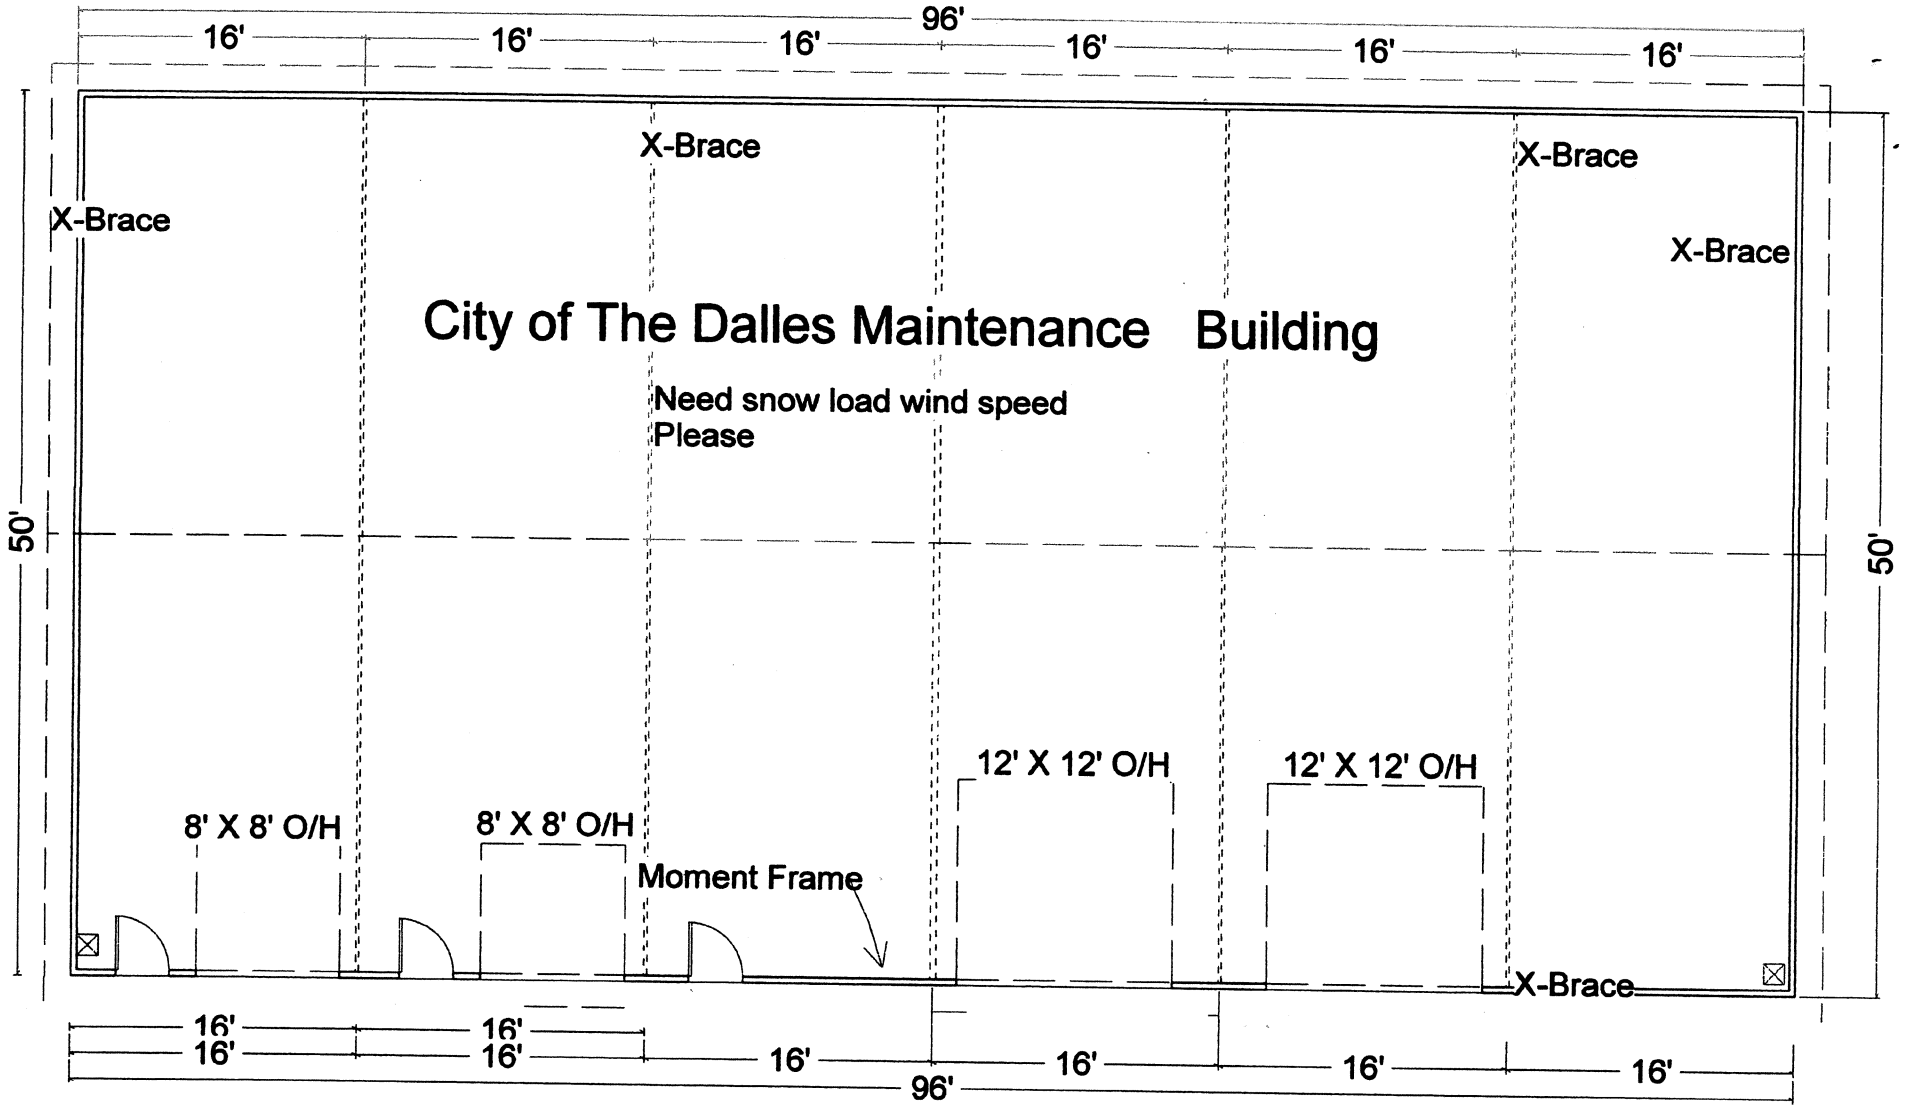 96'
16' 16' 16' 16' 16' 16'
X-Brace X-Brace
X-Brace X-Brace
City of The Dalles Maintenance Building
Need snow load wind speed
Please
50' 50'
12' X 12' O/H 12' X 12' O/H
8' X 8' O/H 8' X 8' O/H
Moment Frame
X-Brace
16' 16'
16' 16' 16' 16' 16' 16'
96'